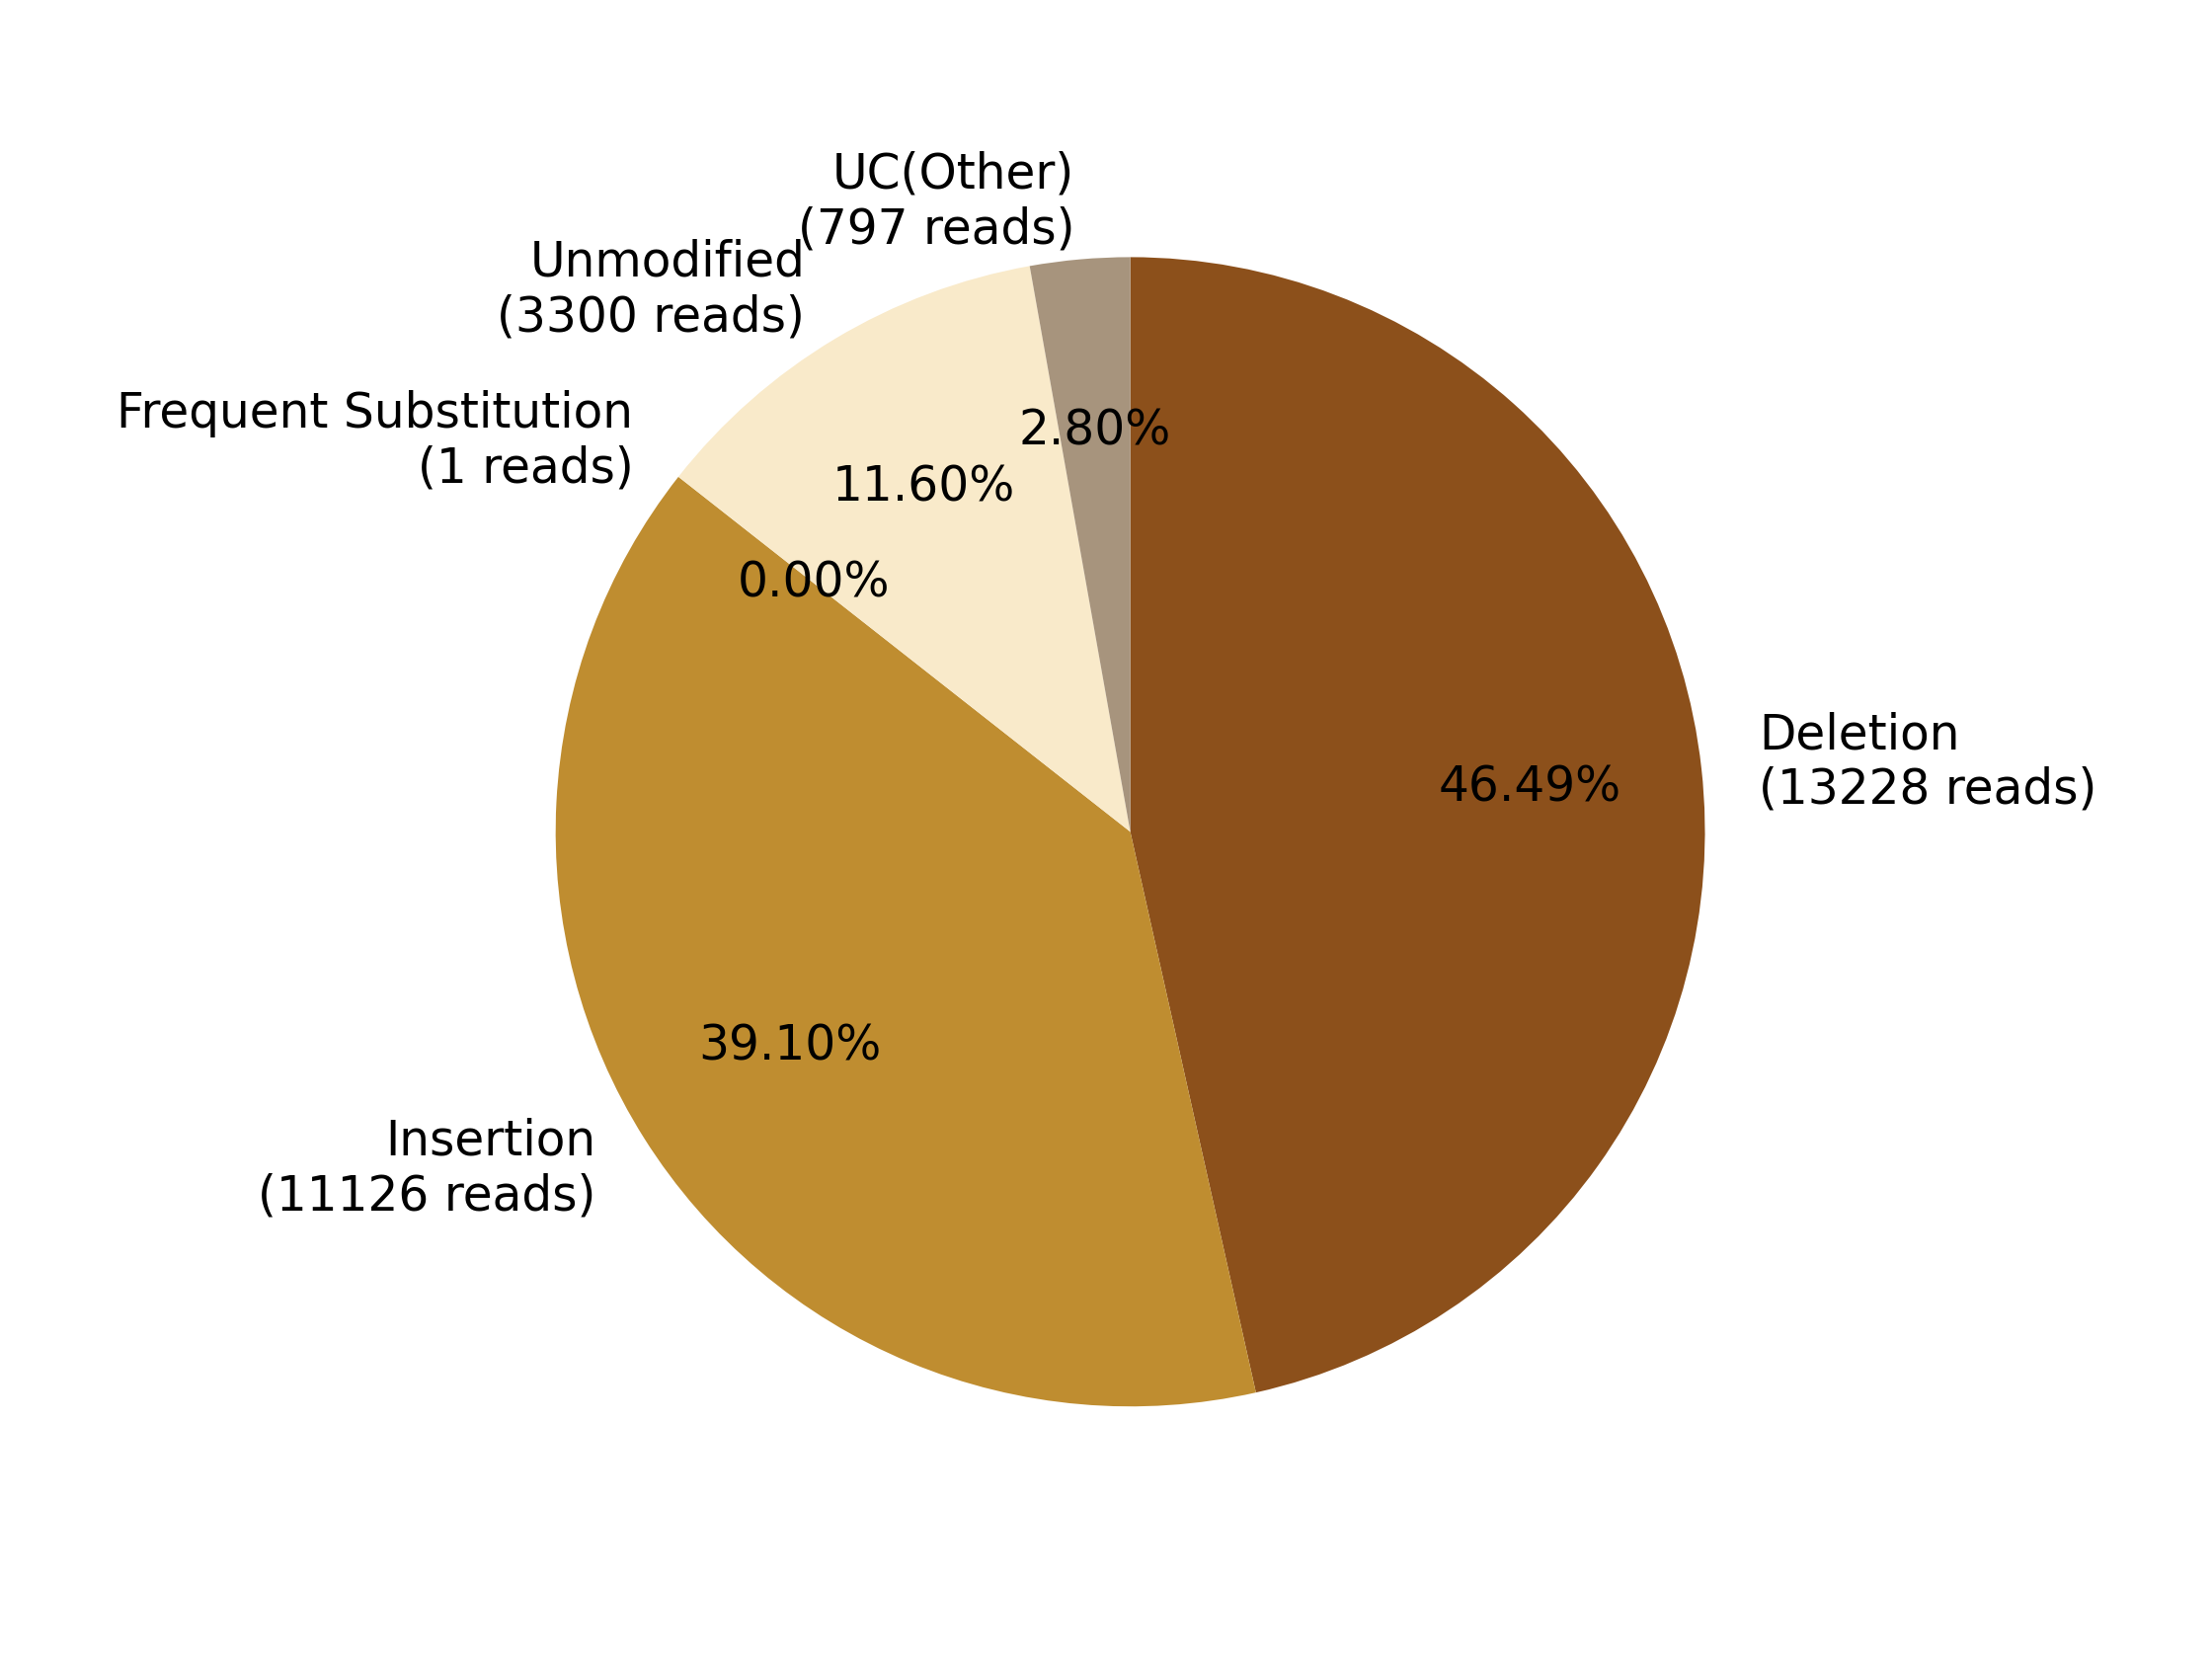 UC(Other)
(797 reads)
Unmodified
(3300 reads)
Frequent Substitution
(1 reads)
2.80%
11.60%
0.00%
Deletion
(13228 reads)
46.49%
39.10%
Insertion
(11126 reads)